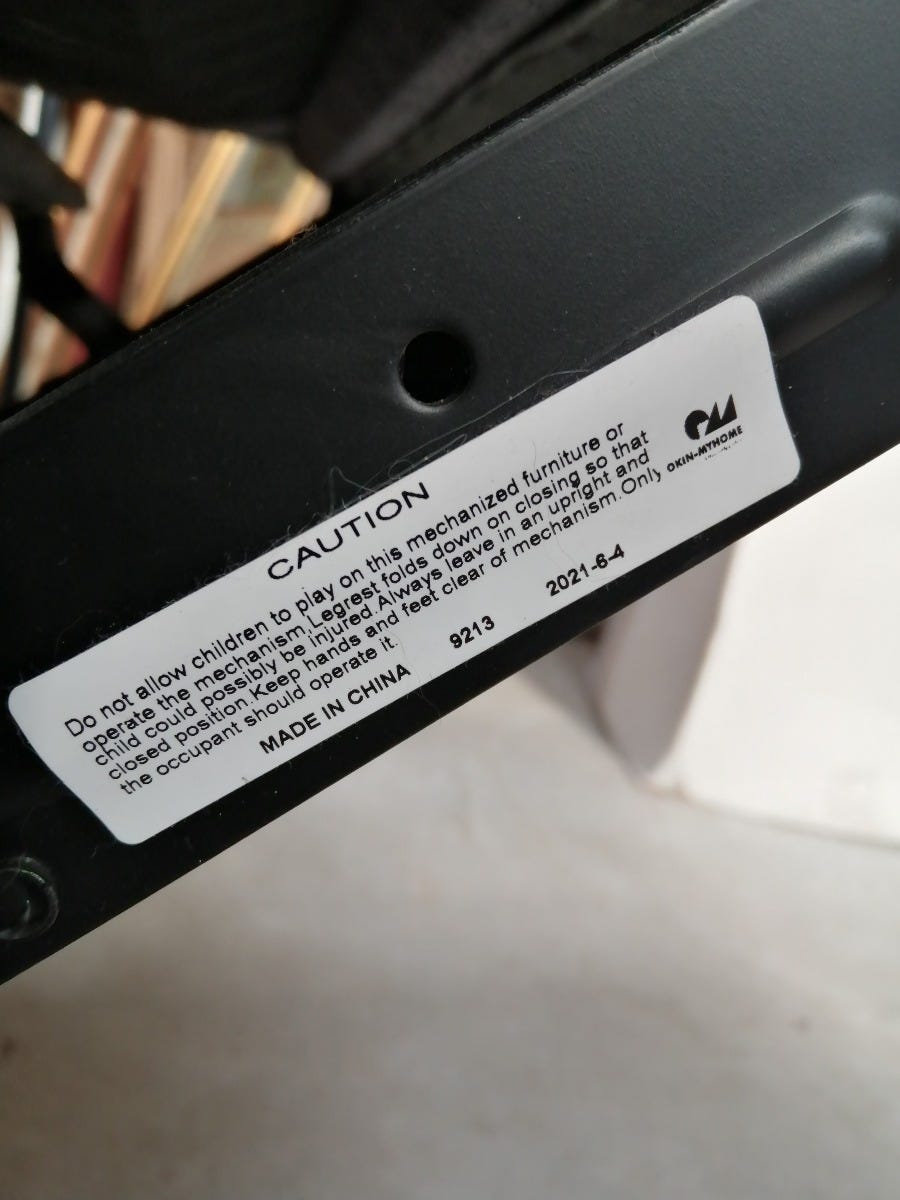 CAUTION
Do not allow children to play on this mechanized furniture or
operate the mechanism.Legrest folds down on closing so that
child could possibly be injured.Always leave in an upright and
closed position.Keep hands and feet clear of mechanism.Only
the occupant should operate it.
MADE IN CHINA 9213 2021-6-4
OKIN-MYHOME